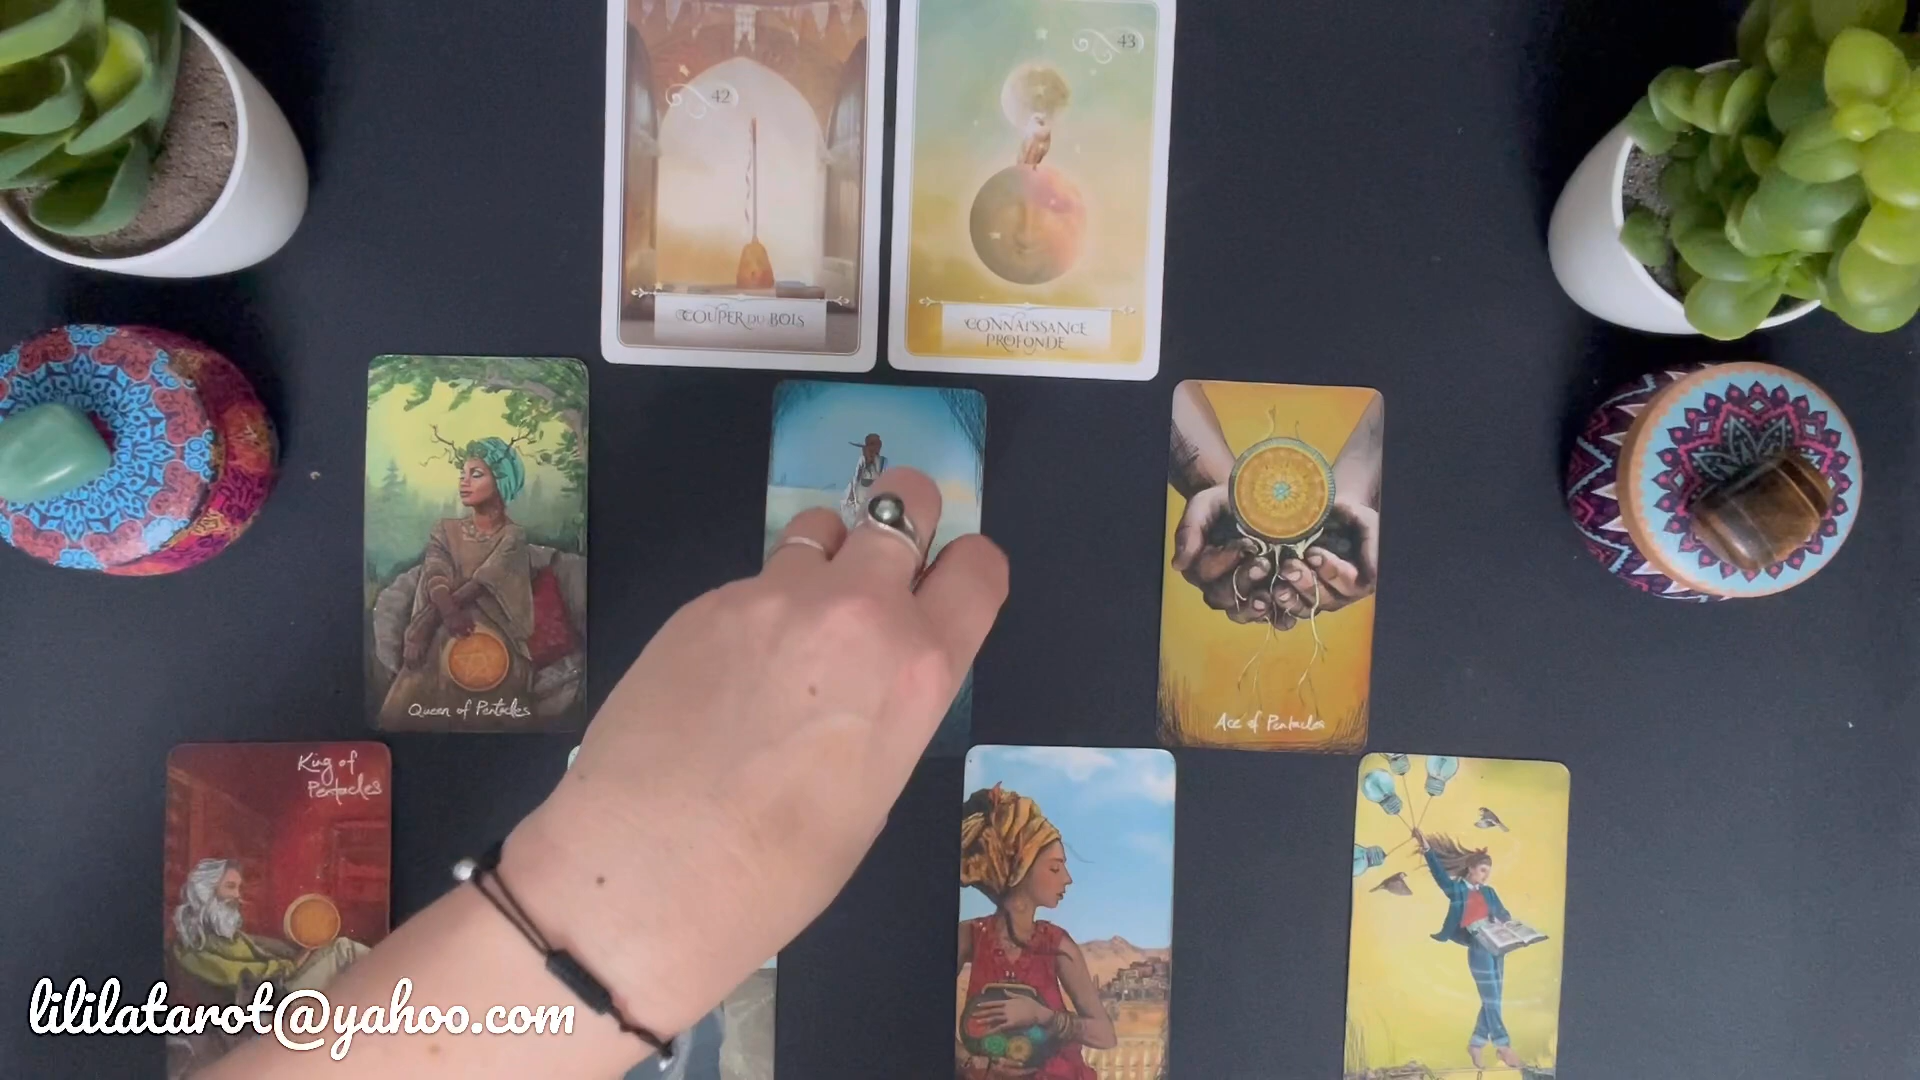 42
43
COUPER DU BOIS
CONNAISSANCE
PROFONDE
Queen of Pentacles
Ace of Pentacles
King of
Pentacles
lililatarot@yahoo.com